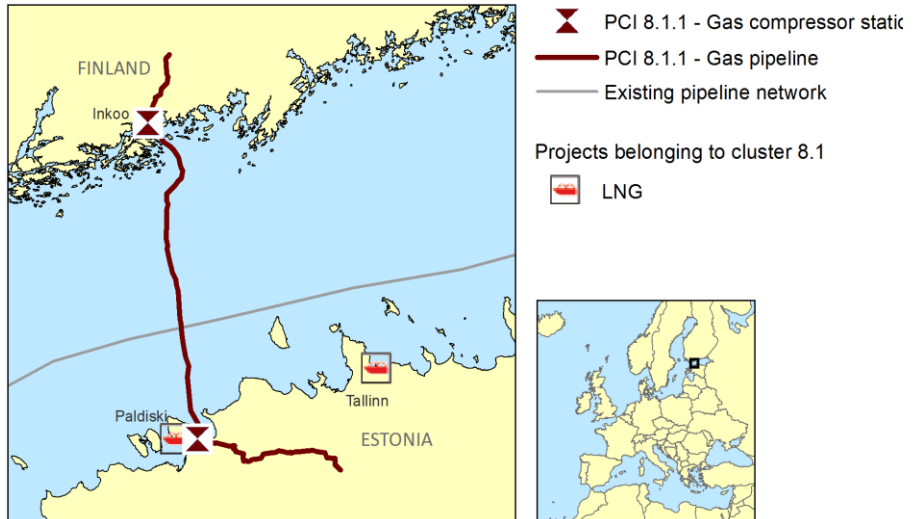 FINLAND
Inkoo
Paldiski
Tallinn
ESTONIA
PCI 8.1.1 - Gas compressor static
PCI 8.1.1 - Gas pipeline
Existing pipeline network
Projects belonging to cluster 8.1
LNG